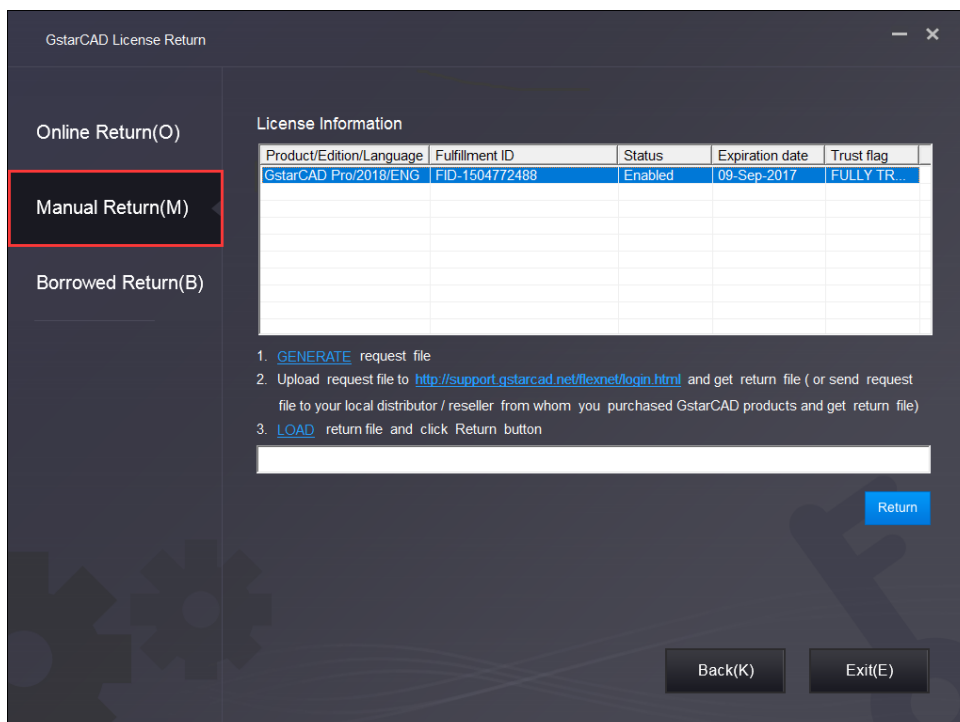 GstarCAD License Return
Online Return(O)
Manual Return(M)
Borrowed Return(B)
License Information
Product/Edition/Language Fulfillment ID Status Expiration date Trust flag
GstarCAD Pro/2018/ENG FID-1504772488 Enabled 09-Sep-2017 FULLY TR...
1. GENERATE request file
2. Upload request file to http://support.gstarcad.net/flexnet/login.html and get return file ( or send request
file to your local distributor / reseller from whom you purchased GstarCAD products and get return file)
3. LOAD return file and click Return button
Return
Back(K) Exit(E)